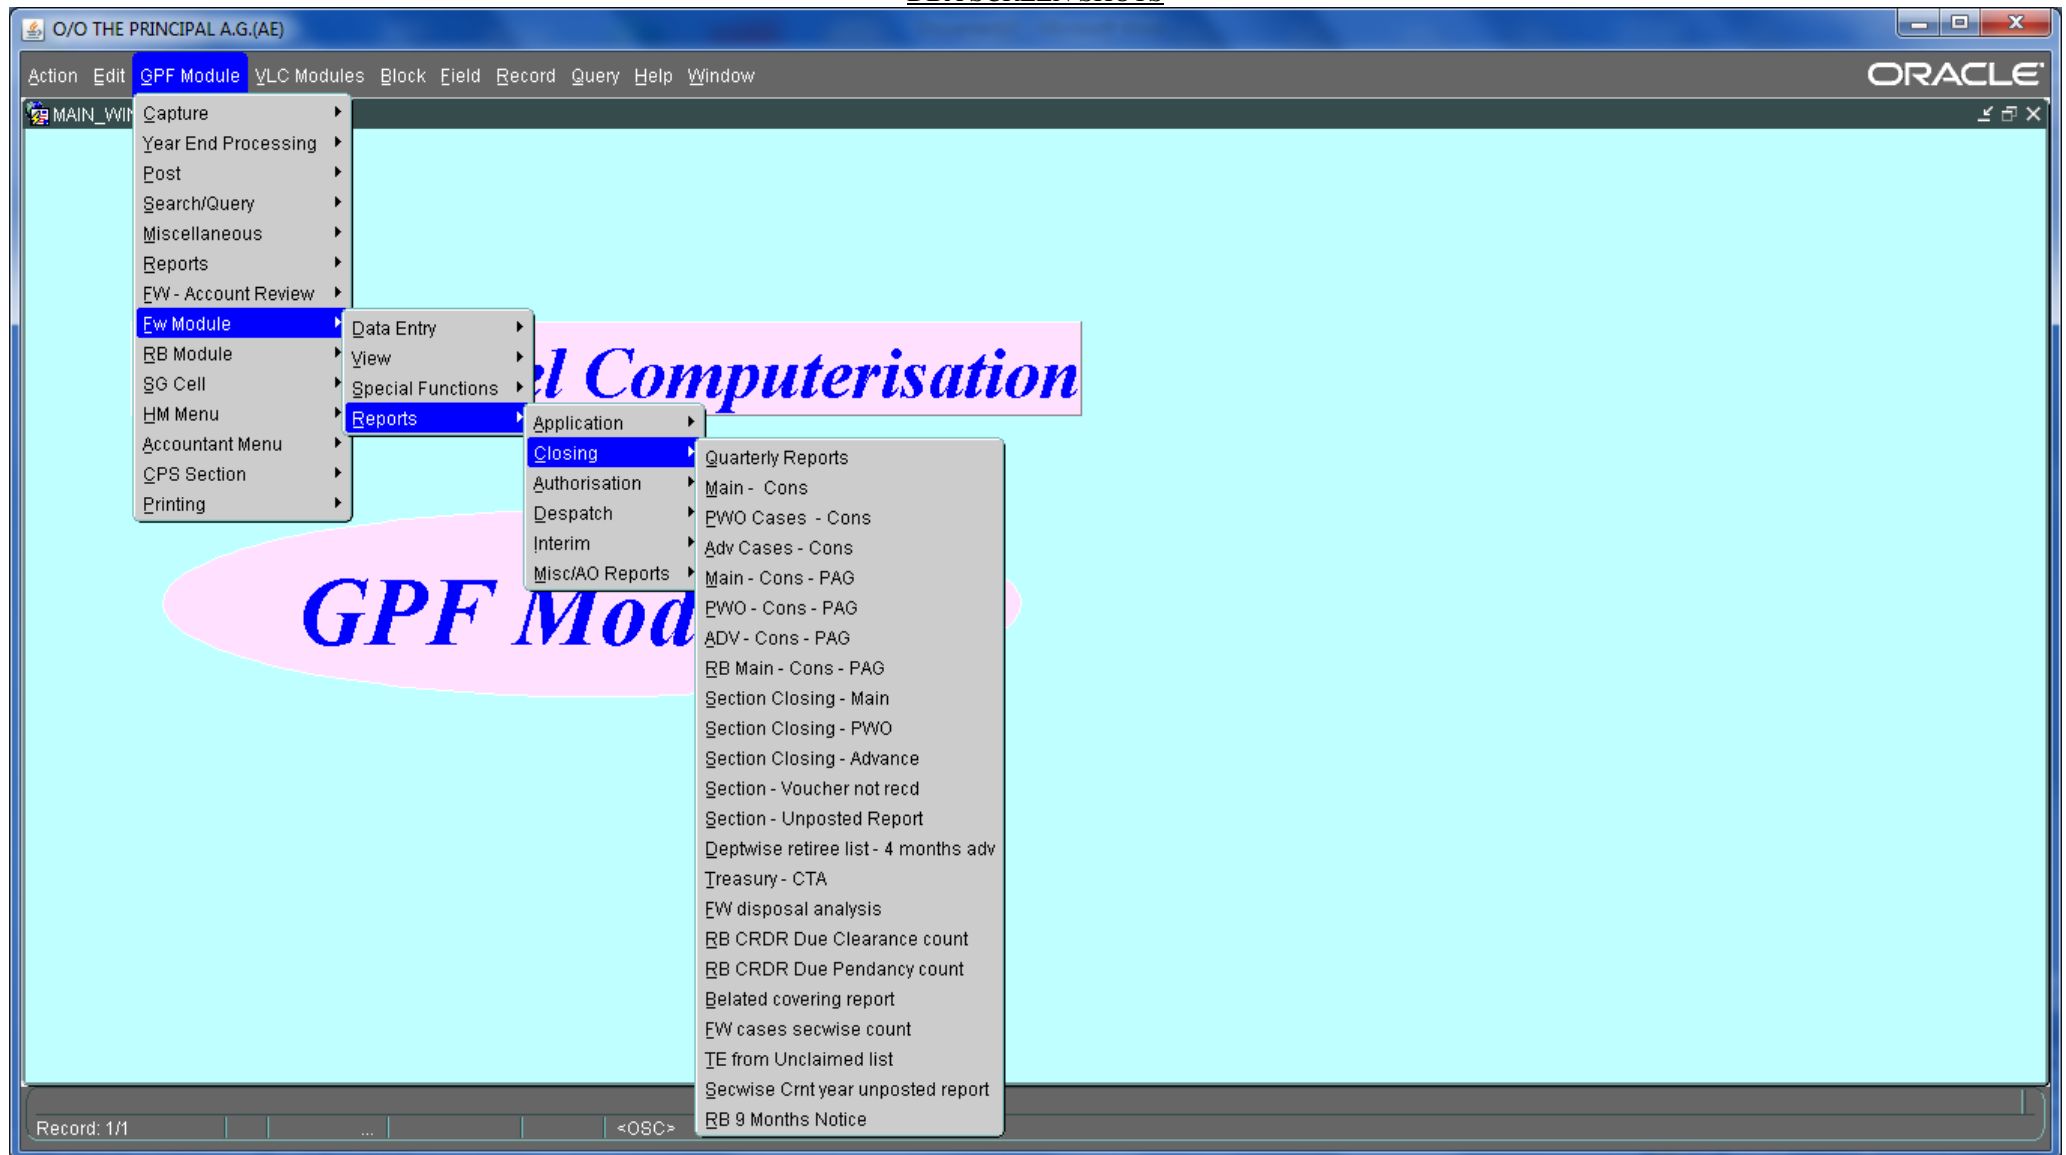 O/O THE PRINCIPAL A.G.(AE)
Action Edit GPF Module VLC Modules Block Field Record Query Help Window
ORACLE
MAIN_WIN
Capture
Year End Processing
Post
Search/Query
Miscellaneous
Reports
FW - Account Review
Fw Module
RB Module
SG Cell
HM Menu
Accountant Menu
CPS Section
Printing
Data Entry
View
Special Functions
Reports
el Computerisation
Application
Closing
Authorisation
Despatch
Interim
Misc/AO Reports
GPF Mod
Quarterly Reports
Main - Cons
PWO Cases - Cons
Adv Cases - Cons
Main - Cons - PAG
PWO - Cons - PAG
ADV - Cons - PAG
RB Main - Cons - PAG
Section Closing - Main
Section Closing - PWO
Section Closing - Advance
Section - Voucher not recd
Section - Unposted Report
Deptwise retiree list - 4 months adv
Treasury - CTA
FW disposal analysis
RB CRDR Due Clearance count
RB CRDR Due Pendancy count
Belated covering report
FW cases secwise count
TE from Unclaimed list
Secwise Crnt year unposted report
RB 9 Months Notice
Record: 1/1 ... <OSC>